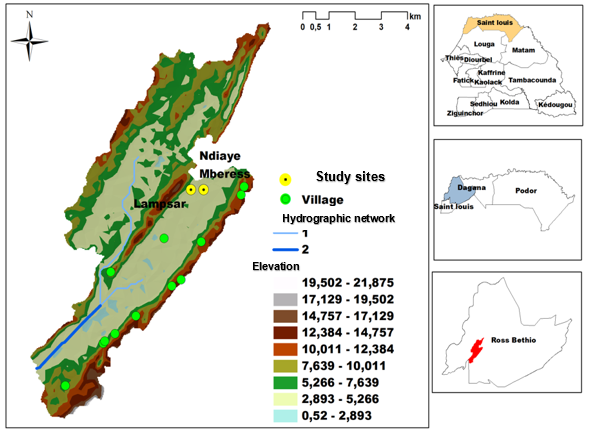 N
0 0,5 1 2 3 4
km
Ndiaye
Mberess
Lampsar
Study sites
Village
Hydrographic network
1
2
Elevation
19,502 - 21,875
17,129 - 19,502
14,757 - 17,129
12,384 - 14,757
10,011 - 12,384
7,639 - 10,011
5,266 - 7,639
2,893 - 5,266
0,52 - 2,893
Saint louis
Louga
Matam
Thiés
Diourbel
Kaffrine
Fatick
Kaolack
Tambacounda
Sedhiou
Kolda
Kédougou
Ziguinchor
Dagana
Podor
Saint louis
Ross Bethio